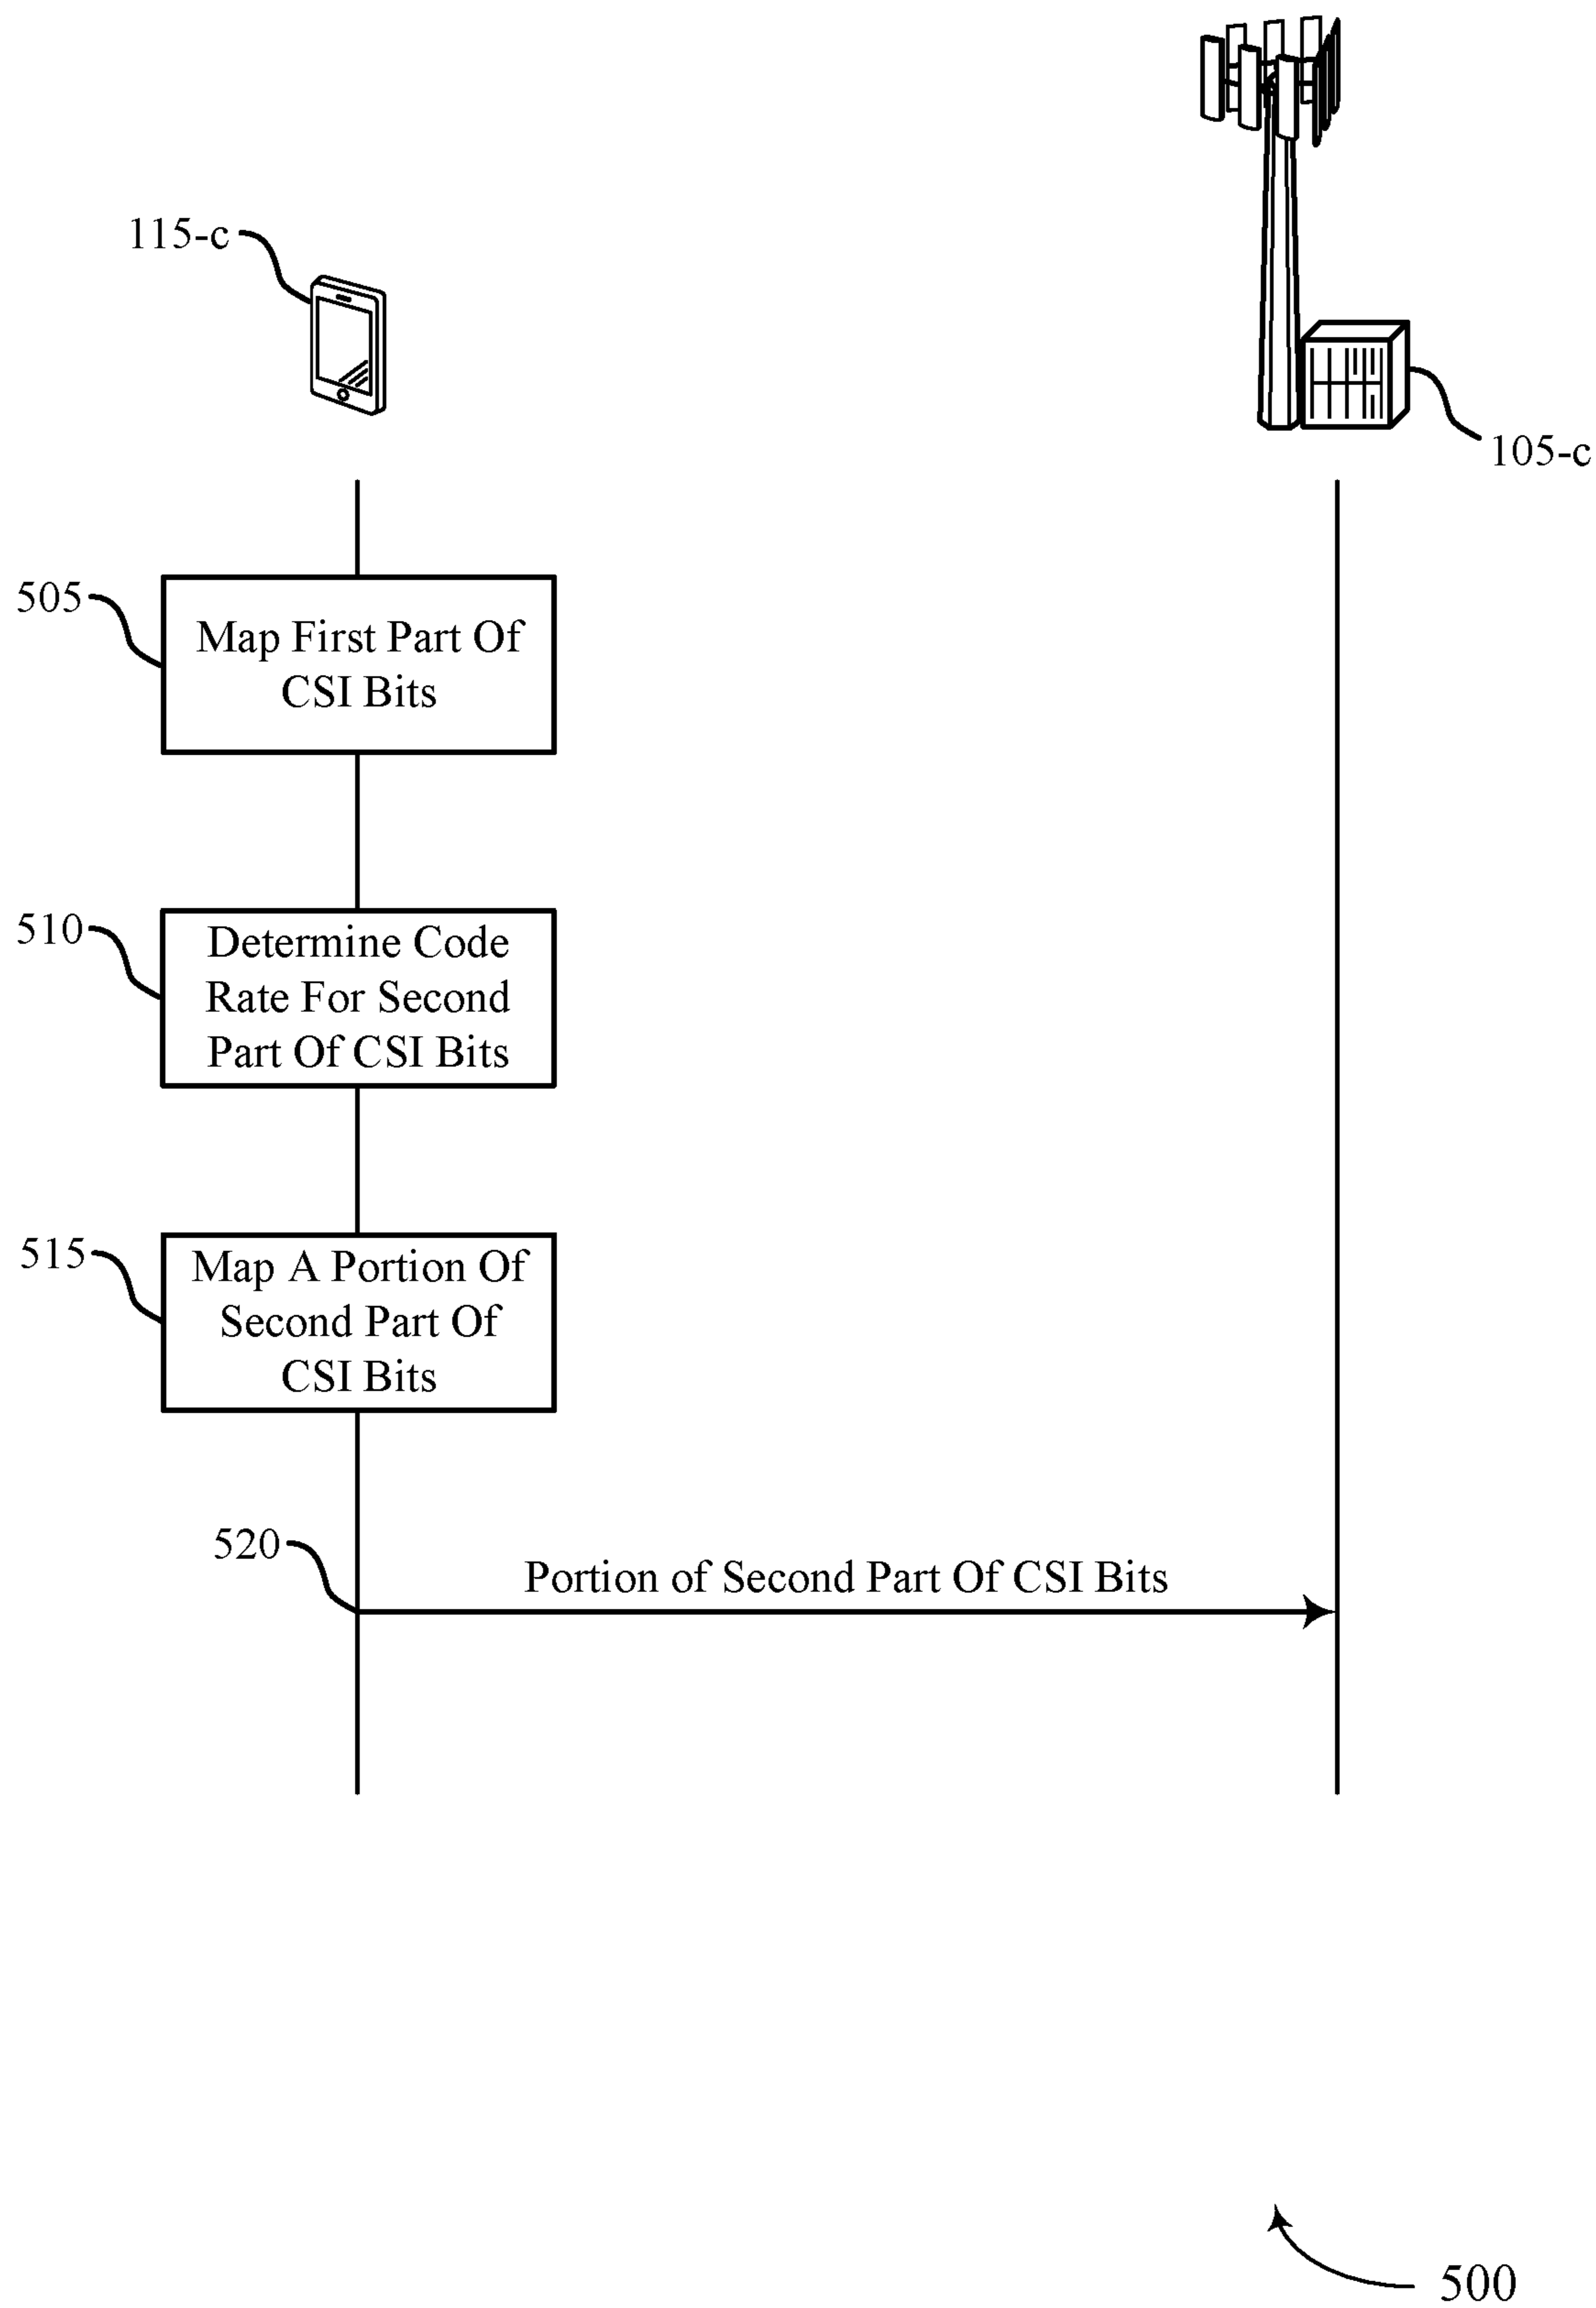 115-c
105-c
505
Map First Part Of
CSI Bits
510
Determine Code
Rate For Second
Part Of CSI Bits
515
Map A Portion Of
Second Part Of
CSI Bits
520
Portion of Second Part Of CSI Bits
500